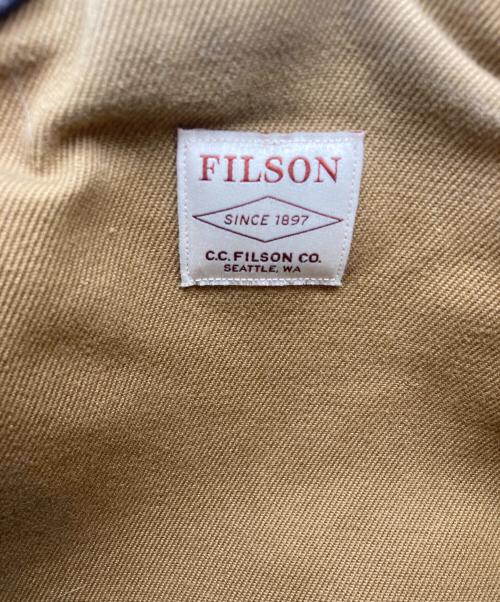 FILSON
SINCE 1897
C.C. FILSON CO.
SEATTLE, WA